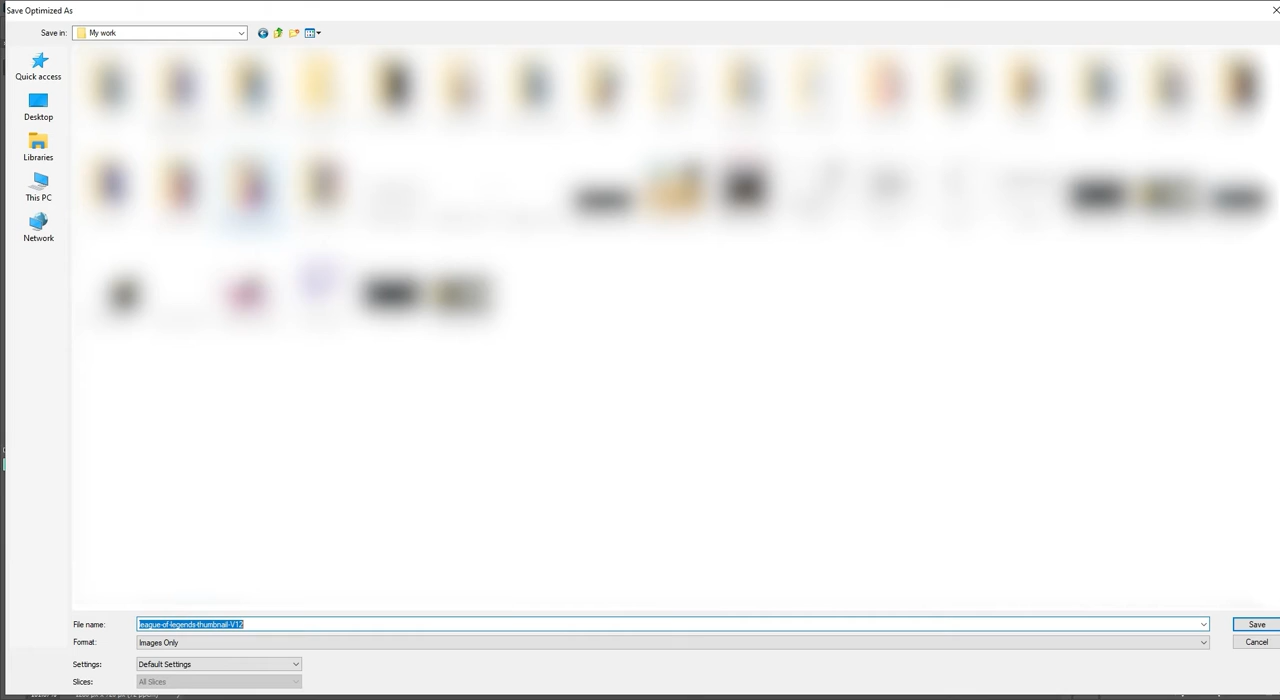 Save Optimized As
Save in: My work
Quick access
Desktop
Libraries
This PC
Network
File name: league-of-legends-thumbnail-V12
Save
Format: Images Only
Cancel
Settings: Default Settings
Slices: All Slices